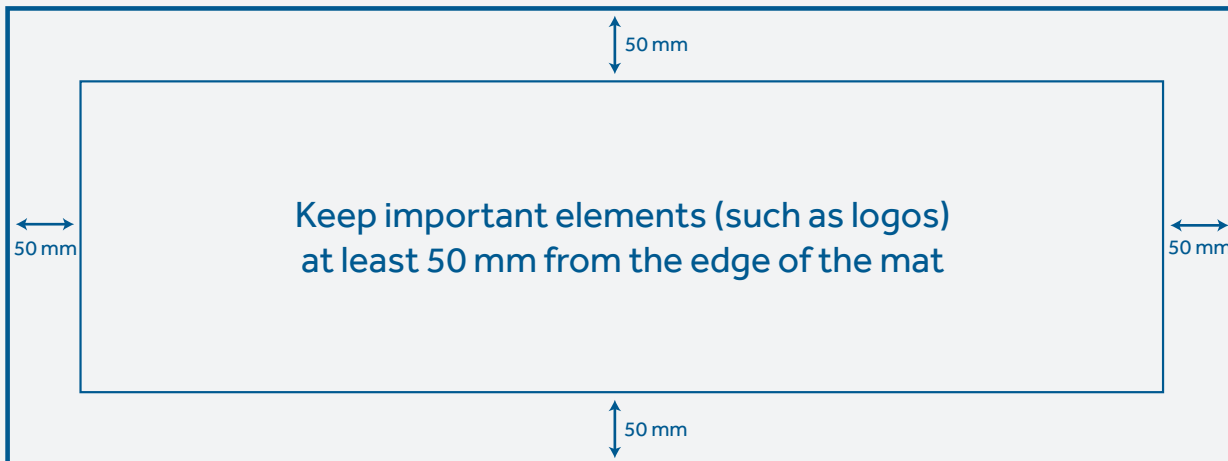 50 mm
Keep important elements (such as logos)
at least 50 mm from the edge of the mat
50 mm
50 mm
50 mm